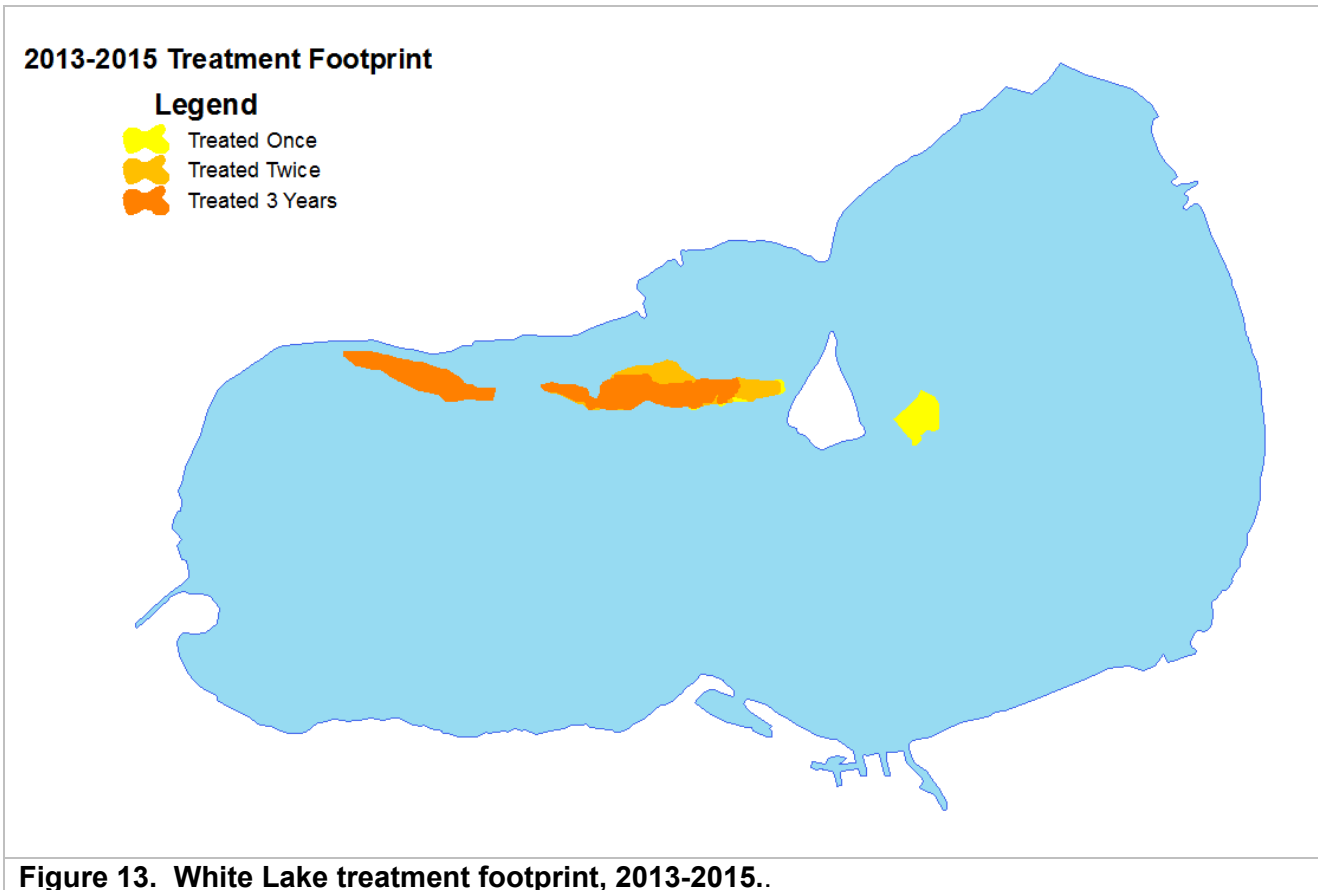 2013-2015 Treatment Footprint
Legend
Treated Once
Treated Twice
Treated 3 Years
Figure 13. White Lake treatment footprint, 2013-2015..